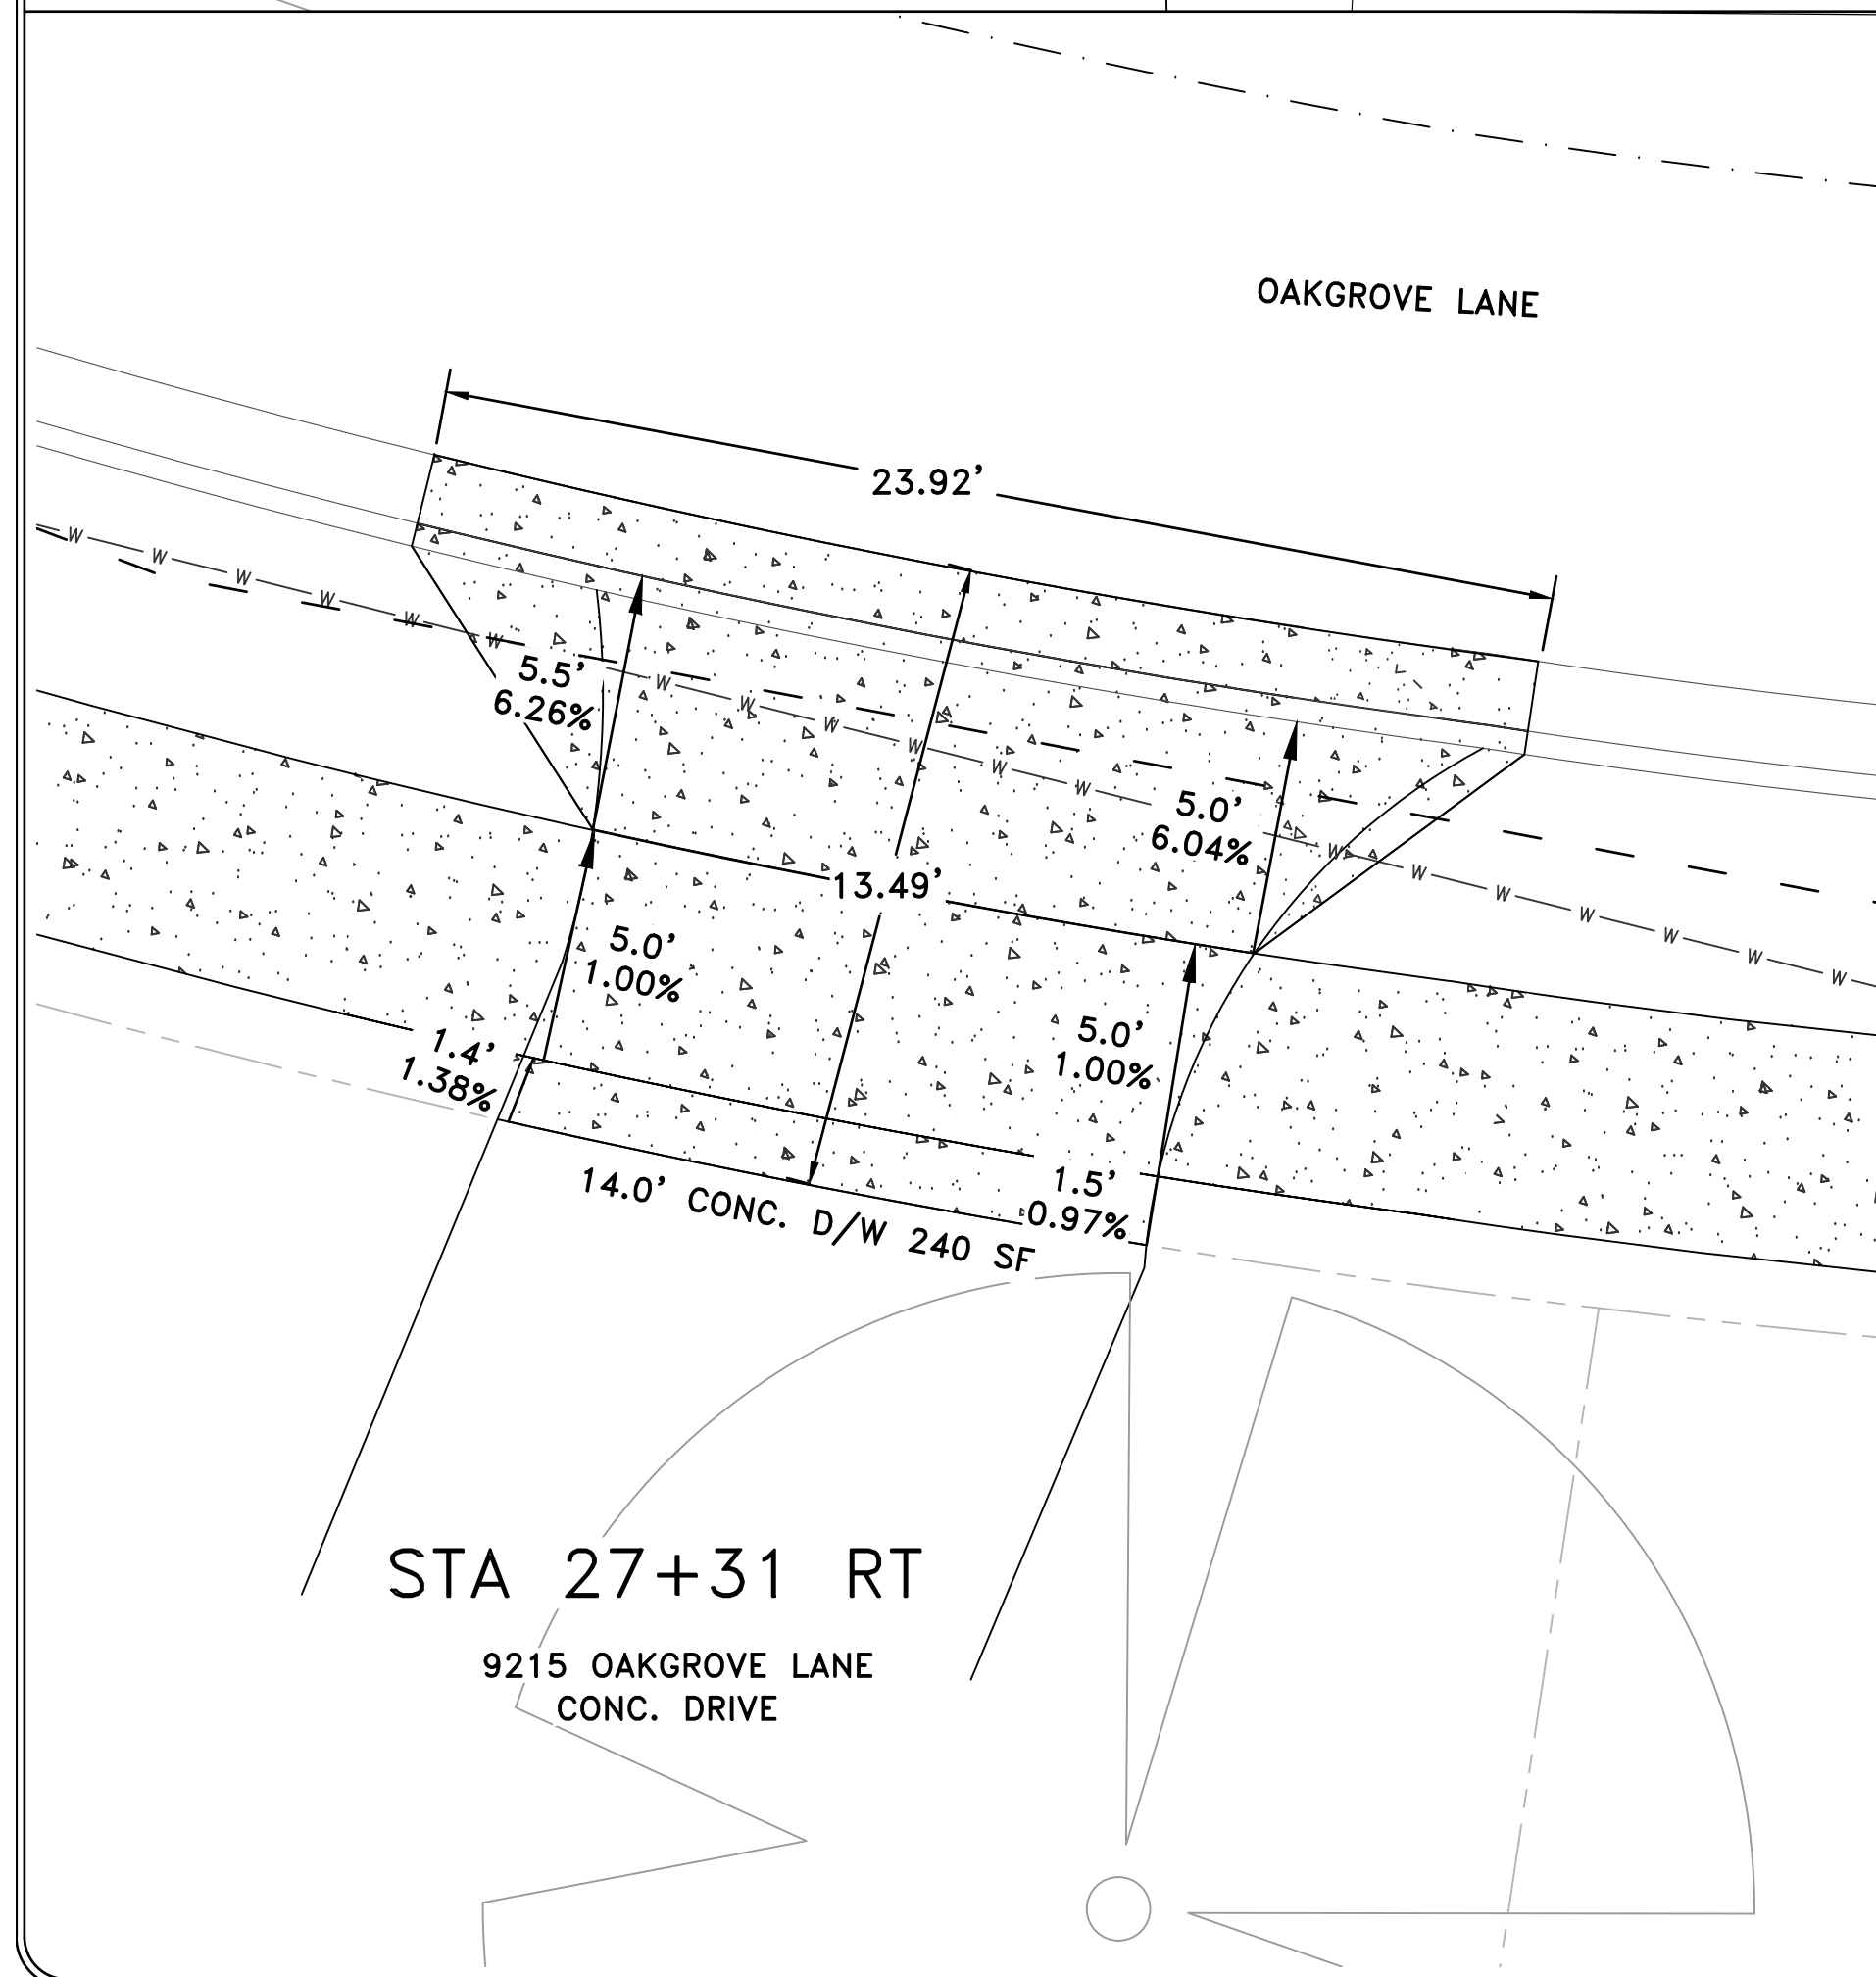 OAKGROVE LANE
23.92'
5.5'
6.26%
5.0'
6.04%
13.49'
5.0'
1.00%
5.0'
1.00%
1.4'
1.38%
1.5'
0.97%
14.0' CONC. D/W 240 SF
W W W W W W W W W W W W W W W W W W W W
STA 27+31 RT
9215 OAKGROVE LANE
CONC. DRIVE